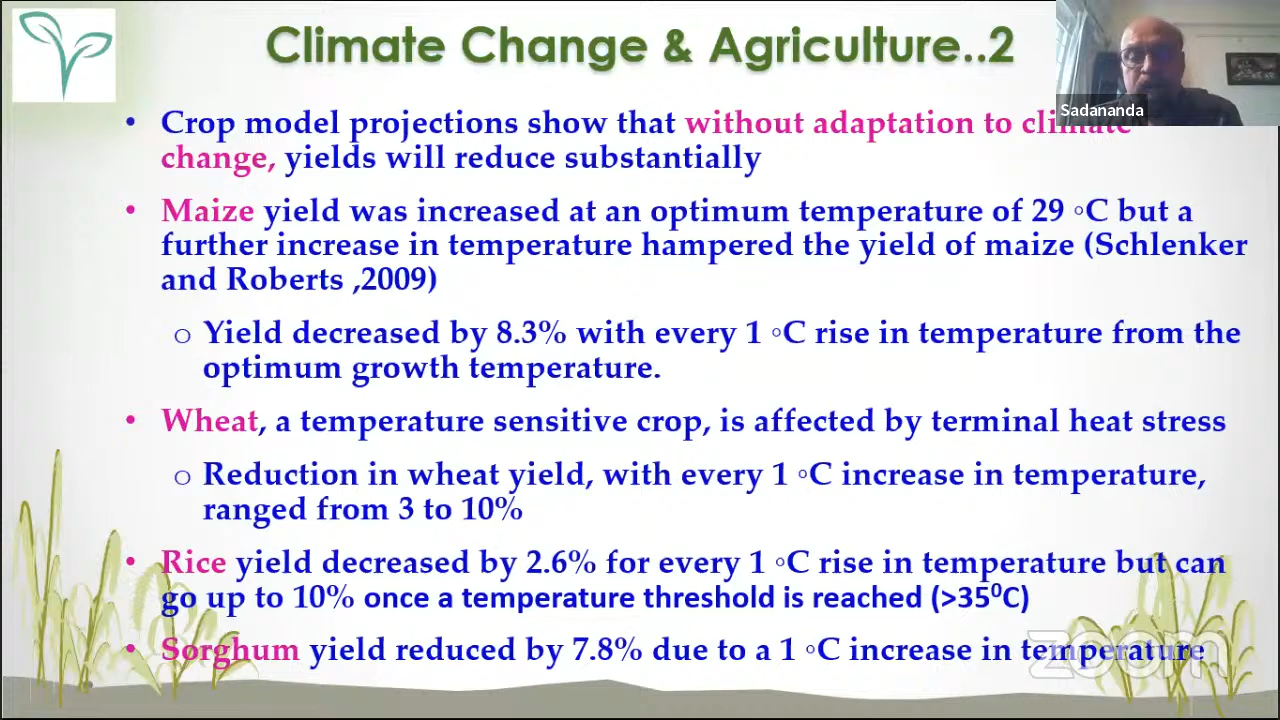 Climate Change & Agriculture..2
Sadananda
• Crop model projections show that without adaptation to climate
change, yields will reduce substantially
• Maize yield was increased at an optimum temperature of 29 ◦C but a
further increase in temperature hampered the yield of maize (Schlenker
and Roberts ,2009)
o Yield decreased by 8.3% with every 1 ◦C rise in temperature from the
optimum growth temperature.
• Wheat, a temperature sensitive crop, is affected by terminal heat stress
o Reduction in wheat yield, with every 1 ◦C increase in temperature,
ranged from 3 to 10%
• Rice yield decreased by 2.6% for every 1 ◦C rise in temperature but can
go up to 10% once a temperature threshold is reached (>35⁰C)
• Sorghum yield reduced by 7.8% due to a 1 ◦C increase in temperature
zoom